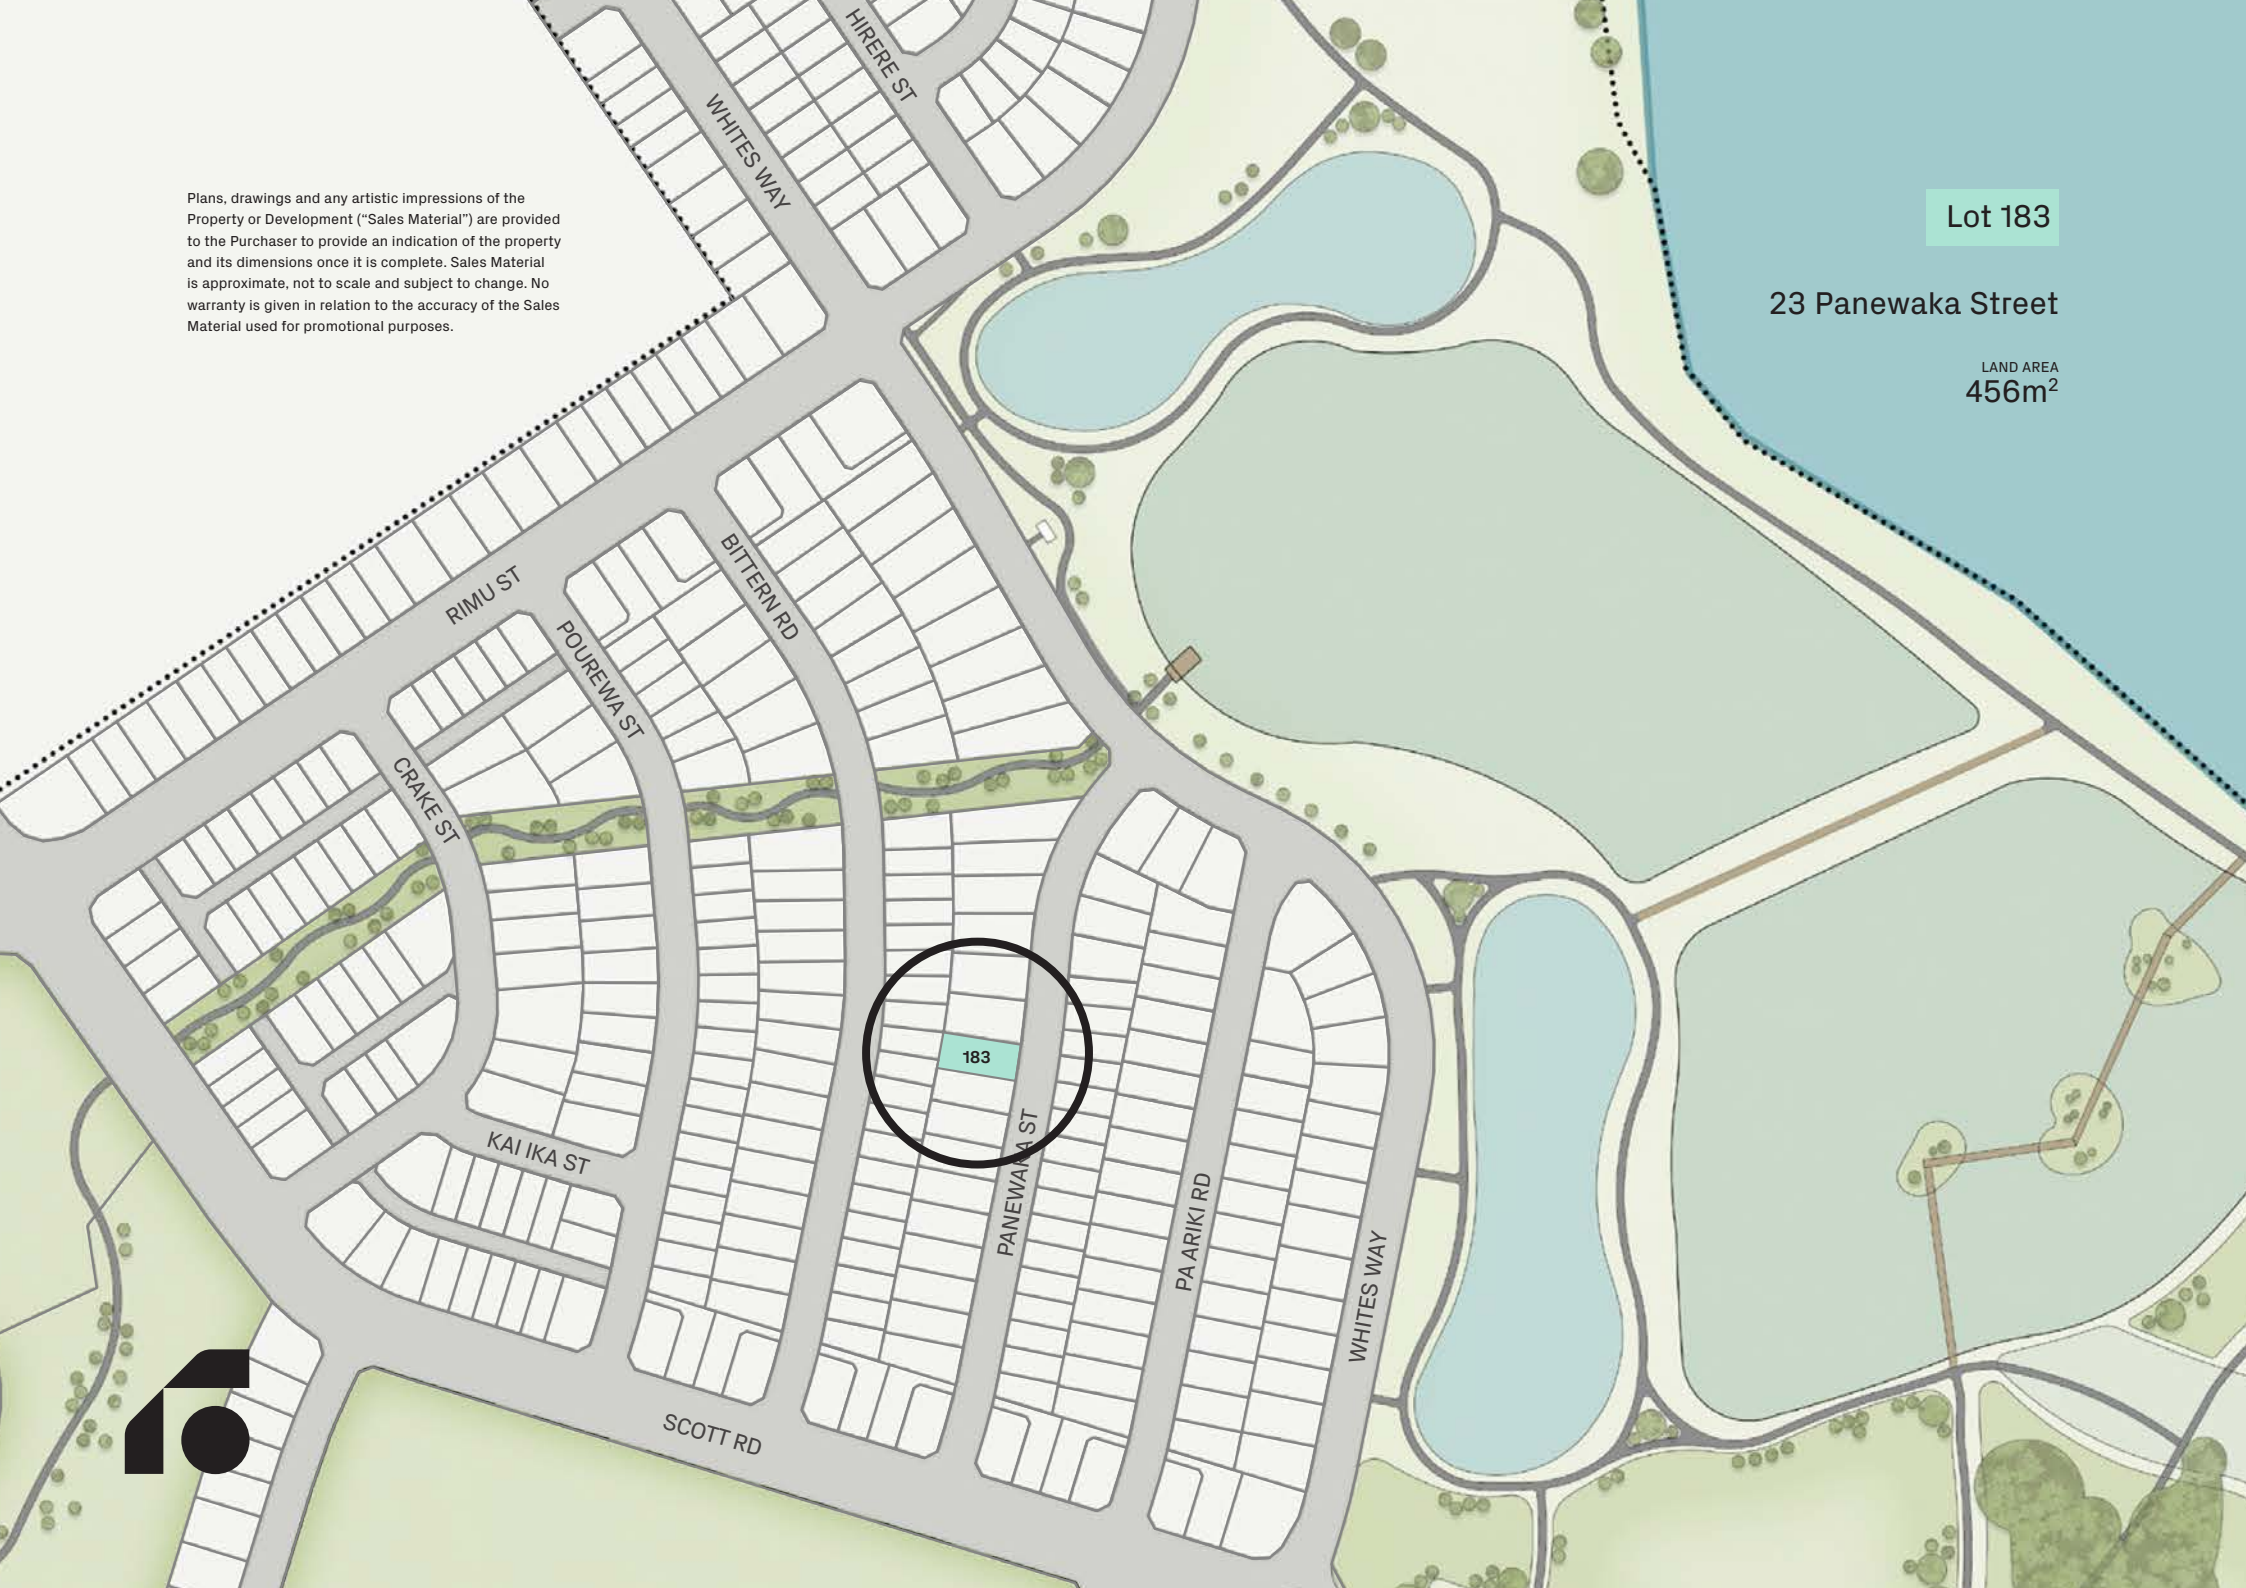 HIRERE ST
WHITES WAY
Plans, drawings and any artistic impressions of the
Property or Development (“Sales Material”) are provided
to the Purchaser to provide an indication of the property
and its dimensions once it is complete. Sales Material
is approximate, not to scale and subject to change. No
warranty is given in relation to the accuracy of the Sales
Material used for promotional purposes.
Lot 183
23 Panewaka Street
LAND AREA
456m²
RIMU ST
BITTERN RD
POUREWA ST
CRAKE ST
183
KAI IKA ST
PANEWAKA ST
PA ARIKI RD
WHITES WAY
SCOTT RD